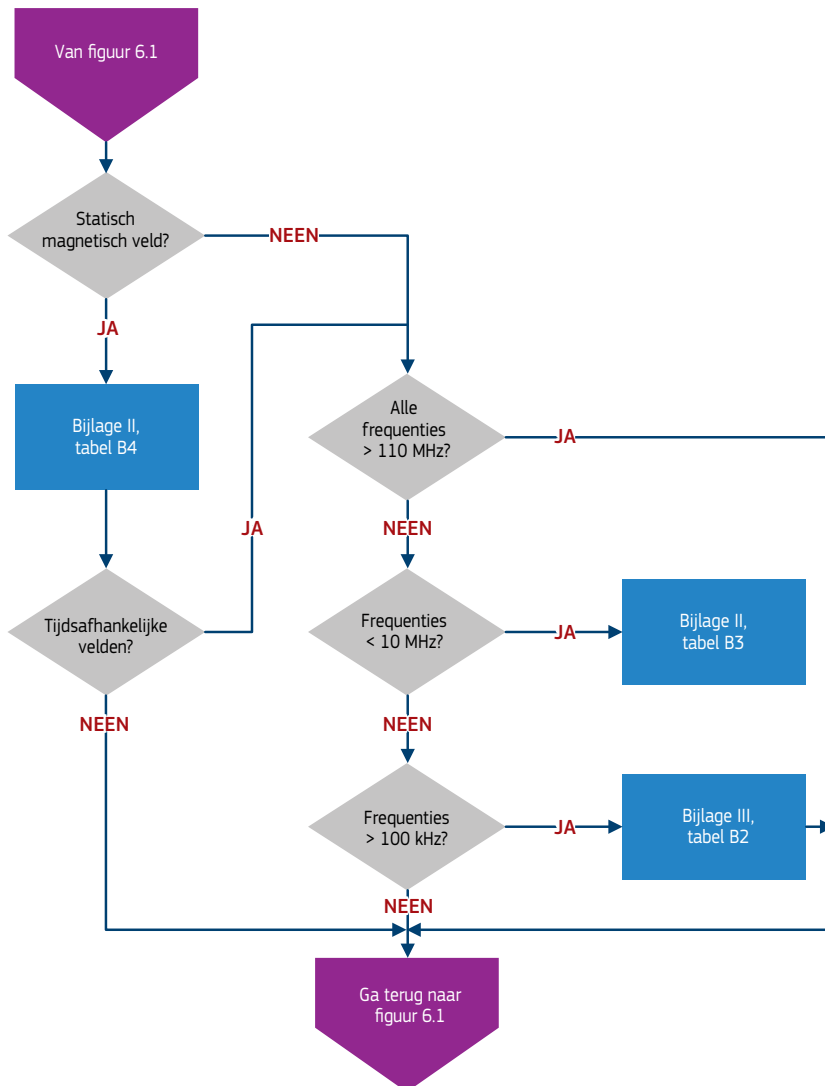 Van figuur 6.1
Statisch
magnetisch veld?
NEEN
JA
Bijlage II,
tabel B4
Alle
frequenties
> 110 MHz?
JA
JA
NEEN
Tijdsafhankelijke
velden?
Frequenties
< 10 MHz?
JA
Bijlage II,
tabel B3
NEEN
NEEN
Frequenties
> 100 kHz?
JA
Bijlage III,
tabel B2
NEEN
Ga terug naar
figuur 6.1